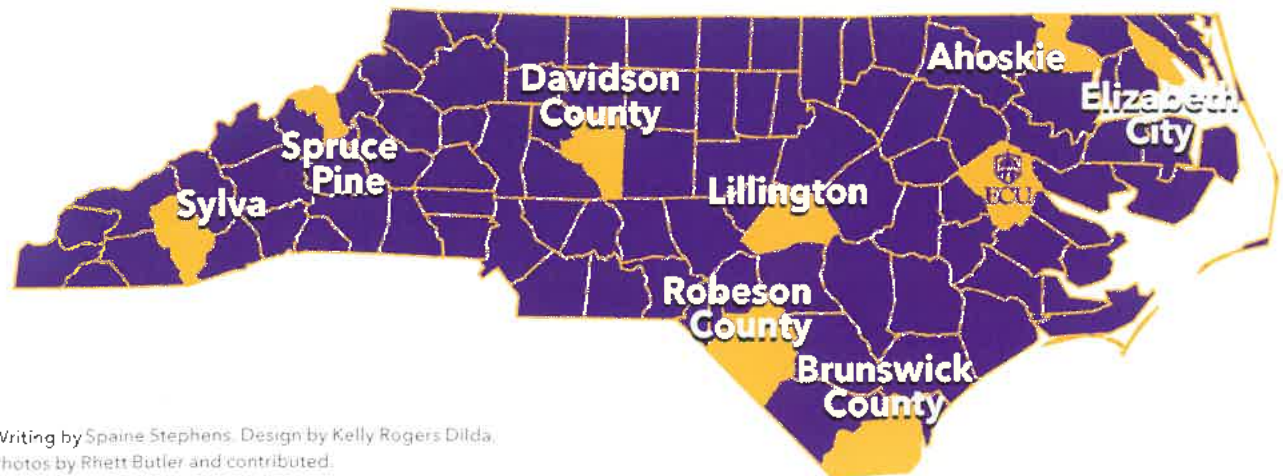 Ahoskie
Davidson
County
Elizabeth
City
Spruce
Pine
Sylva
Lillington
ECU
Robeson
County
Brunswick
County
Writing by Spaine Stephens. Design by Kelly Rogers Dilda.
Photos by Rhett Butler and contributed.